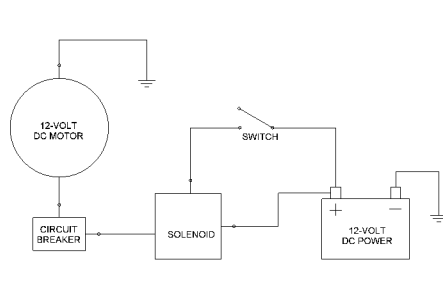 12-VOLT
DC MOTOR
SWITCH
CIRCUIT
BREAKER
SOLENOID
+
—
12-VOLT
DC POWER